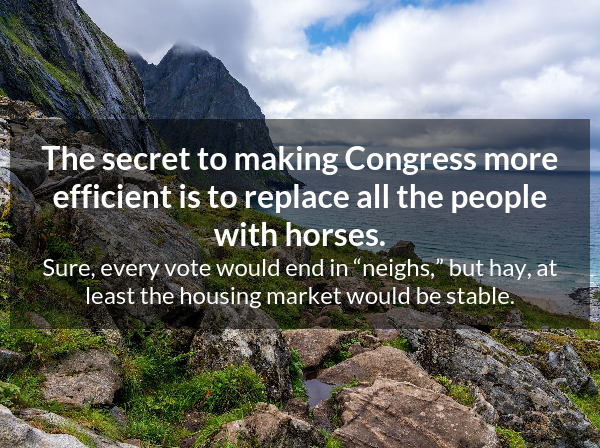 The secret to making Congress more
efficient is to replace all the people
with horses.
Sure, every vote would end in “neighs,” but hay, at
least the housing market would be stable.